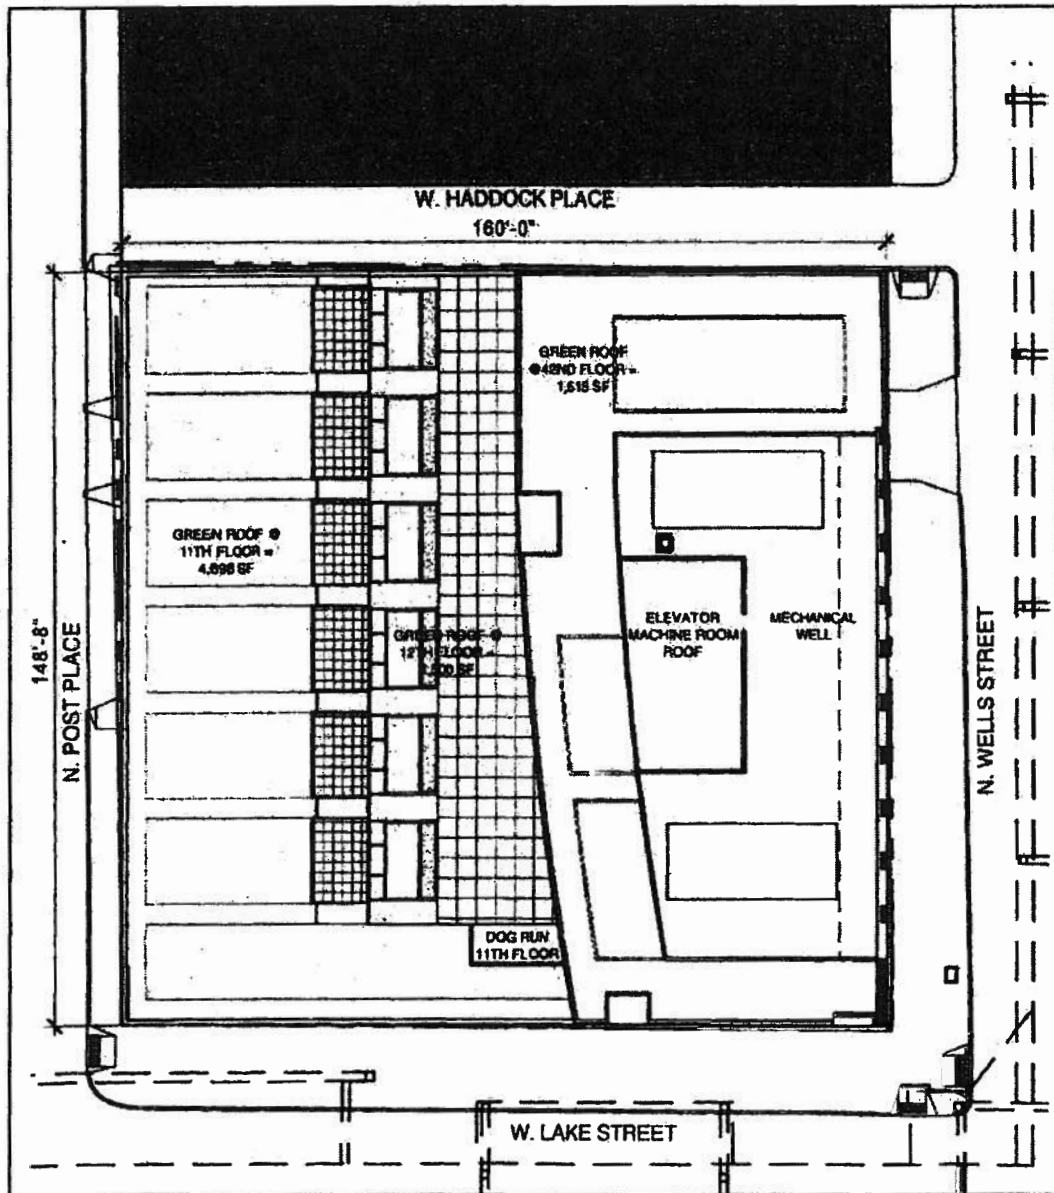 W. HADDOCK PLACE
160'-0"
GREEN ROOF
@42ND FLOOR =
1,618 SF
GREEN ROOF @
11TH FLOOR =
4,698 SF
GREEN ROOF @
12TH FLOOR =
SF
ELEVATOR
MACHINE ROOM
ROOF
MECHANICAL
WELL
148'-8"
N. POST PLACE
N. WELLS STREET
DOG RUN
11TH FLOOR
W. LAKE STREET